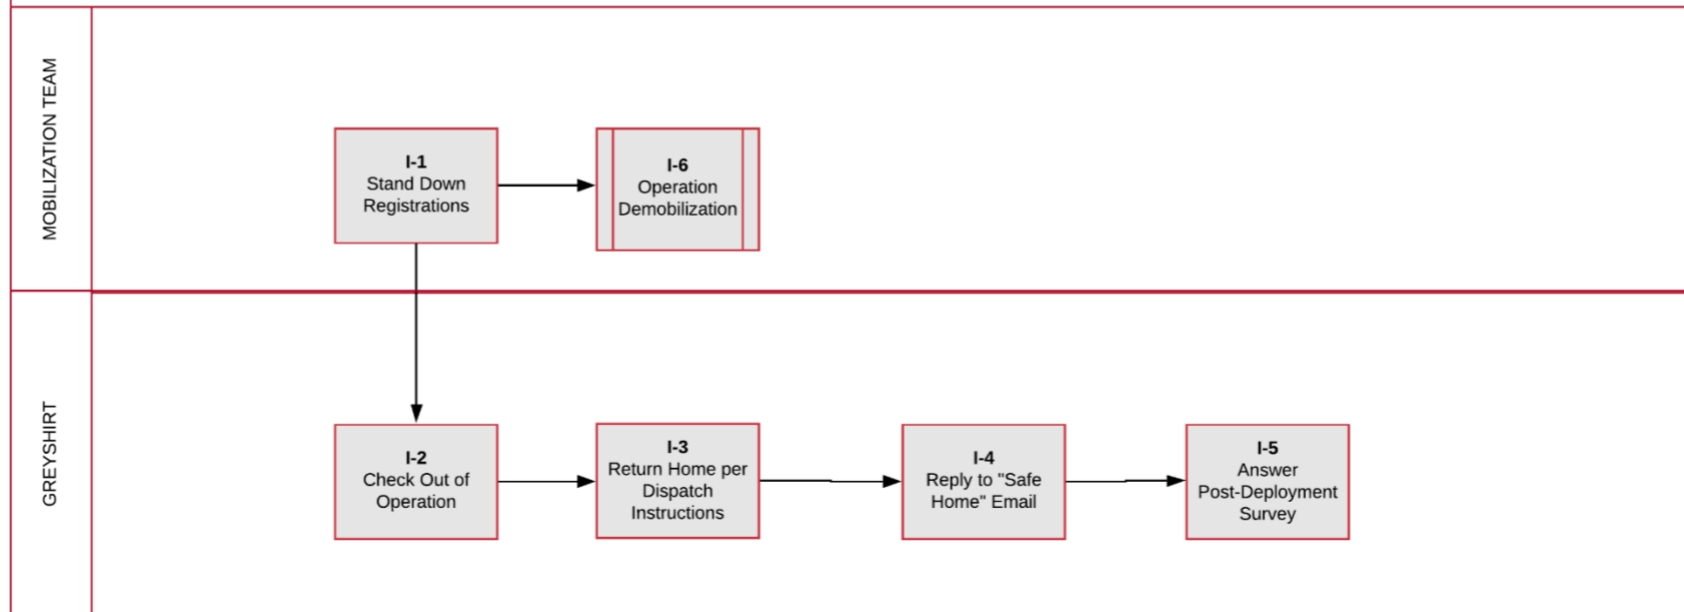 MOBILIZATION TEAM
I-1
Stand Down
Registrations
I-6
Operation
Demobilization
GREYSHIRT
I-2
Check Out of
Operation
I-3
Return Home per
Dispatch
Instructions
I-4
Reply to "Safe
Home" Email
I-5
Answer
Post-Deployment
Survey